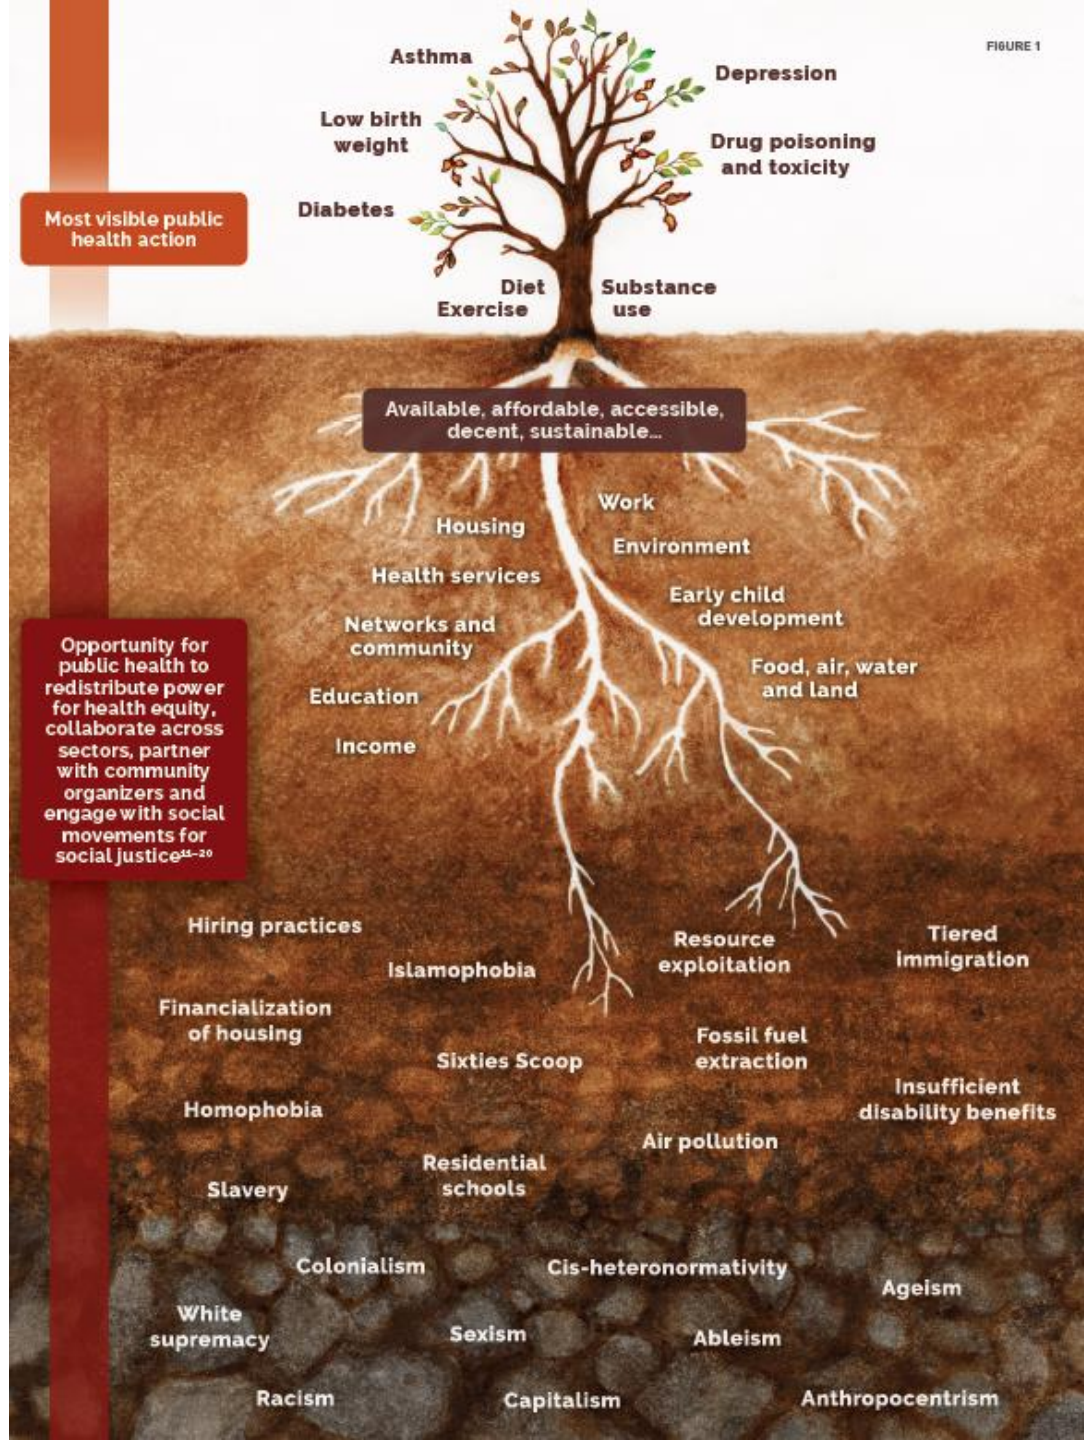 FIGURE 1
Asthma
Depression
Low birth
weight
Drug poisoning
and toxicity
Diabetes
Most visible public
health action
Diet
Exercise
Substance
use
Available, affordable, accessible,
decent, sustainable...
Work
Housing
Environment
Health services
Early child
development
Networks and
community
Food, air, water
and land
Education
Income
Opportunity for
public health to
redistribute power
for health equity,
collaborate across
sectors, partner
with community
organizers and
engage with social
movements for
social justice¹¹⁻²⁰
Hiring practices
Islamophobia
Resource
exploitation
Tiered
immigration
Financialization
of housing
Sixties Scoop
Fossil fuel
extraction
Insufficient
disability benefits
Homophobia
Air pollution
Residential
schools
Slavery
Colonialism
Cis-heteronormativity
Ageism
White
supremacy
Sexism
Ableism
Racism
Capitalism
Anthropocentrism